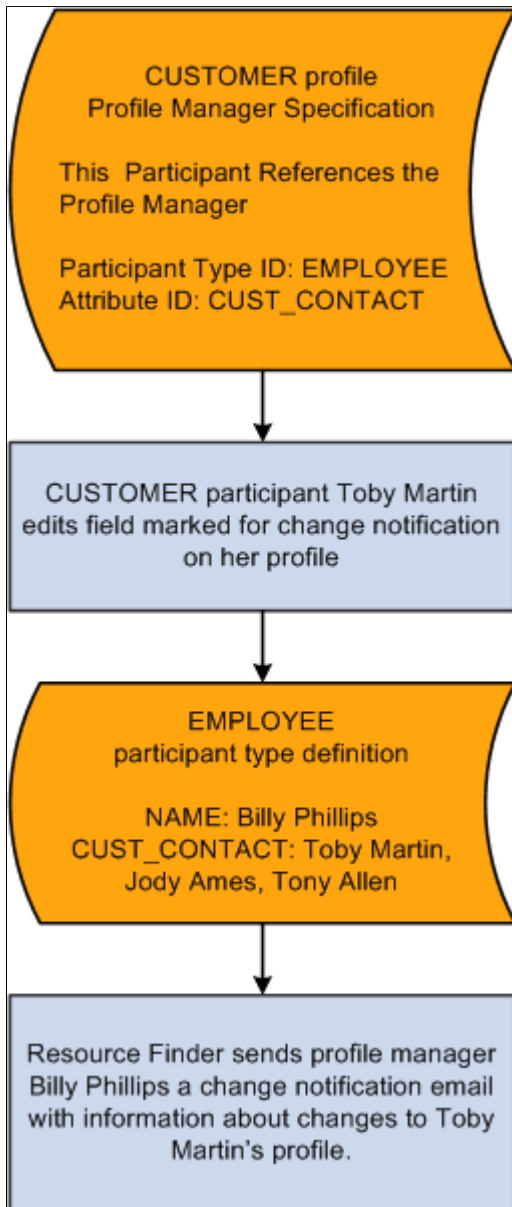 CUSTOMER profile
Profile Manager Specification
This Participant References the
Profile Manager
Participant Type ID: EMPLOYEE
Attribute ID: CUST_CONTACT
CUSTOMER participant Toby Martin
edits field marked for change notification
on her profile
EMPLOYEE
participant type definition
NAME: Billy Phillips
CUST_CONTACT: Toby Martin,
Jody Ames, Tony Allen
Resource Finder sends profile manager
Billy Phillips a change notification email
with information about changes to Toby
Martin's profile.